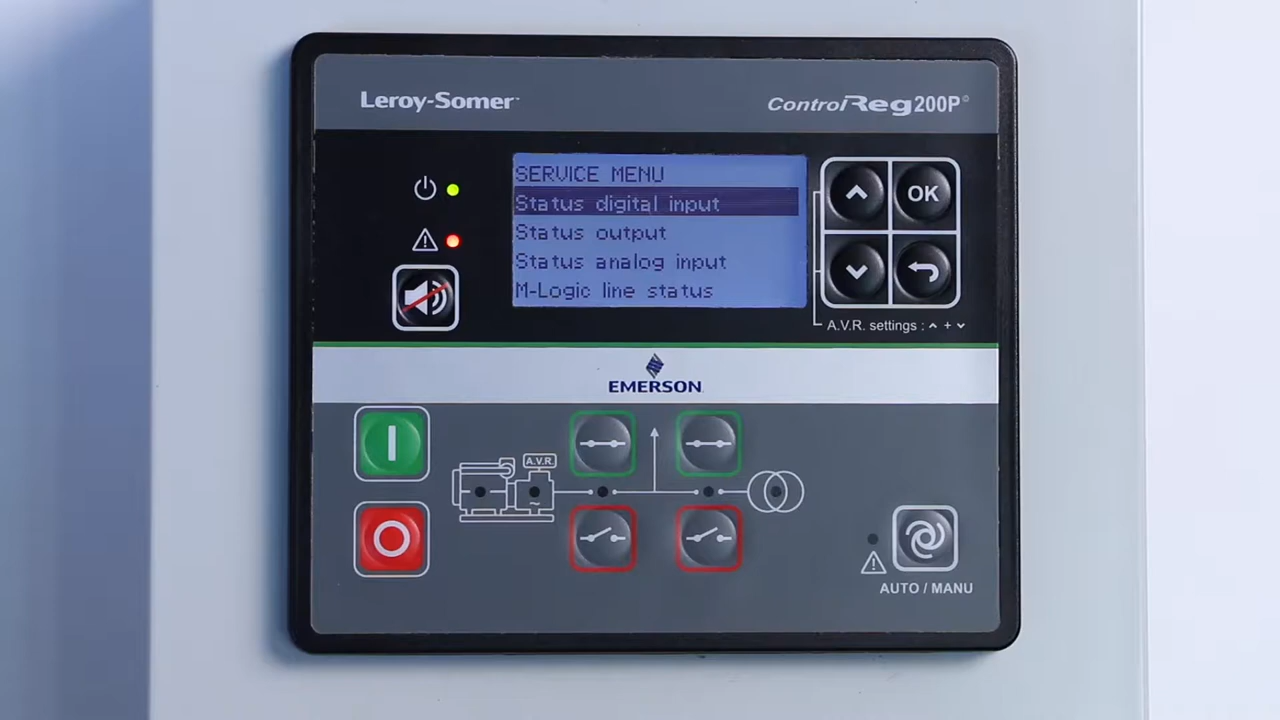 Leroy-Somer™
ControlReg200P©
SERVICE MENU
Status digital input
Status output
Status analog input
M-Logic line status
OK
A.V.R. settings : ^ + v
EMERSON
A.V.R.
AUTO / MANU